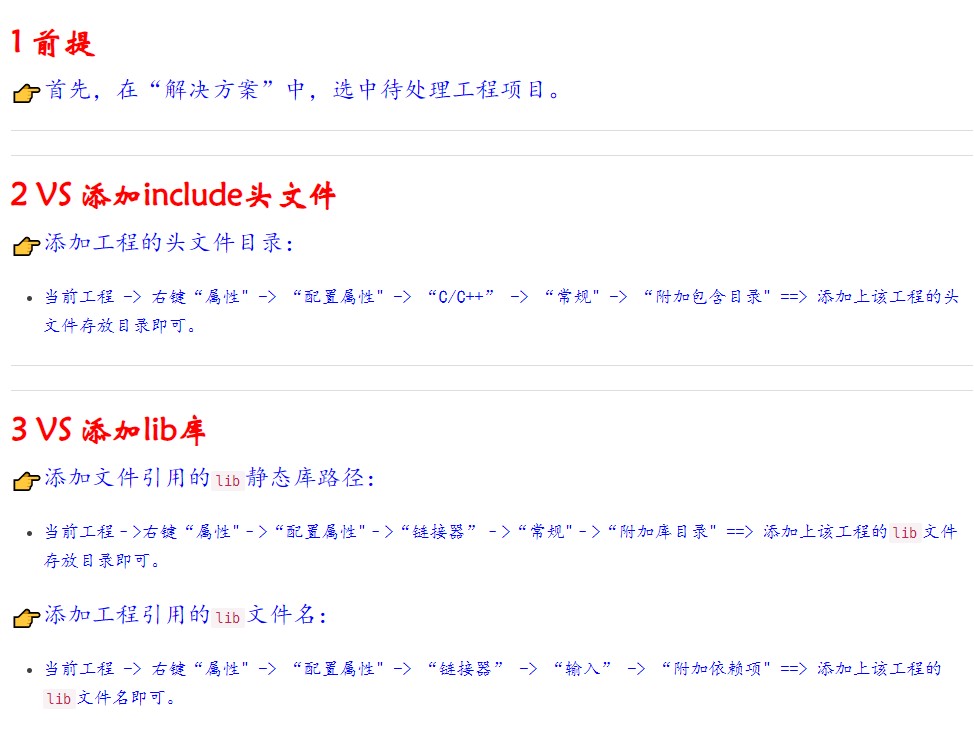 1 前提
👉首先，在“解决方案”中，选中待处理工程项目。
2 VS 添加include头文件
👉添加工程的头文件目录：
• 当前工程 -> 右键“属性" -> “配置属性" -> “C/C++” -> “常规" -> “附加包含目录" ==> 添加上该工程的头
文件存放目录即可。
3 VS 添加lib库
👉添加文件引用的lib静态库路径：
• 当前工程->右键“属性"->“配置属性"->“链接器” ->“常规"->“附加库目录" ==> 添加上该工程的lib文件
存放目录即可。
👉添加工程引用的lib文件名：
• 当前工程 -> 右键“属性" -> “配置属性" -> “链接器” -> “输入” -> “附加依赖项" ==> 添加上该工程的
lib文件名即可。